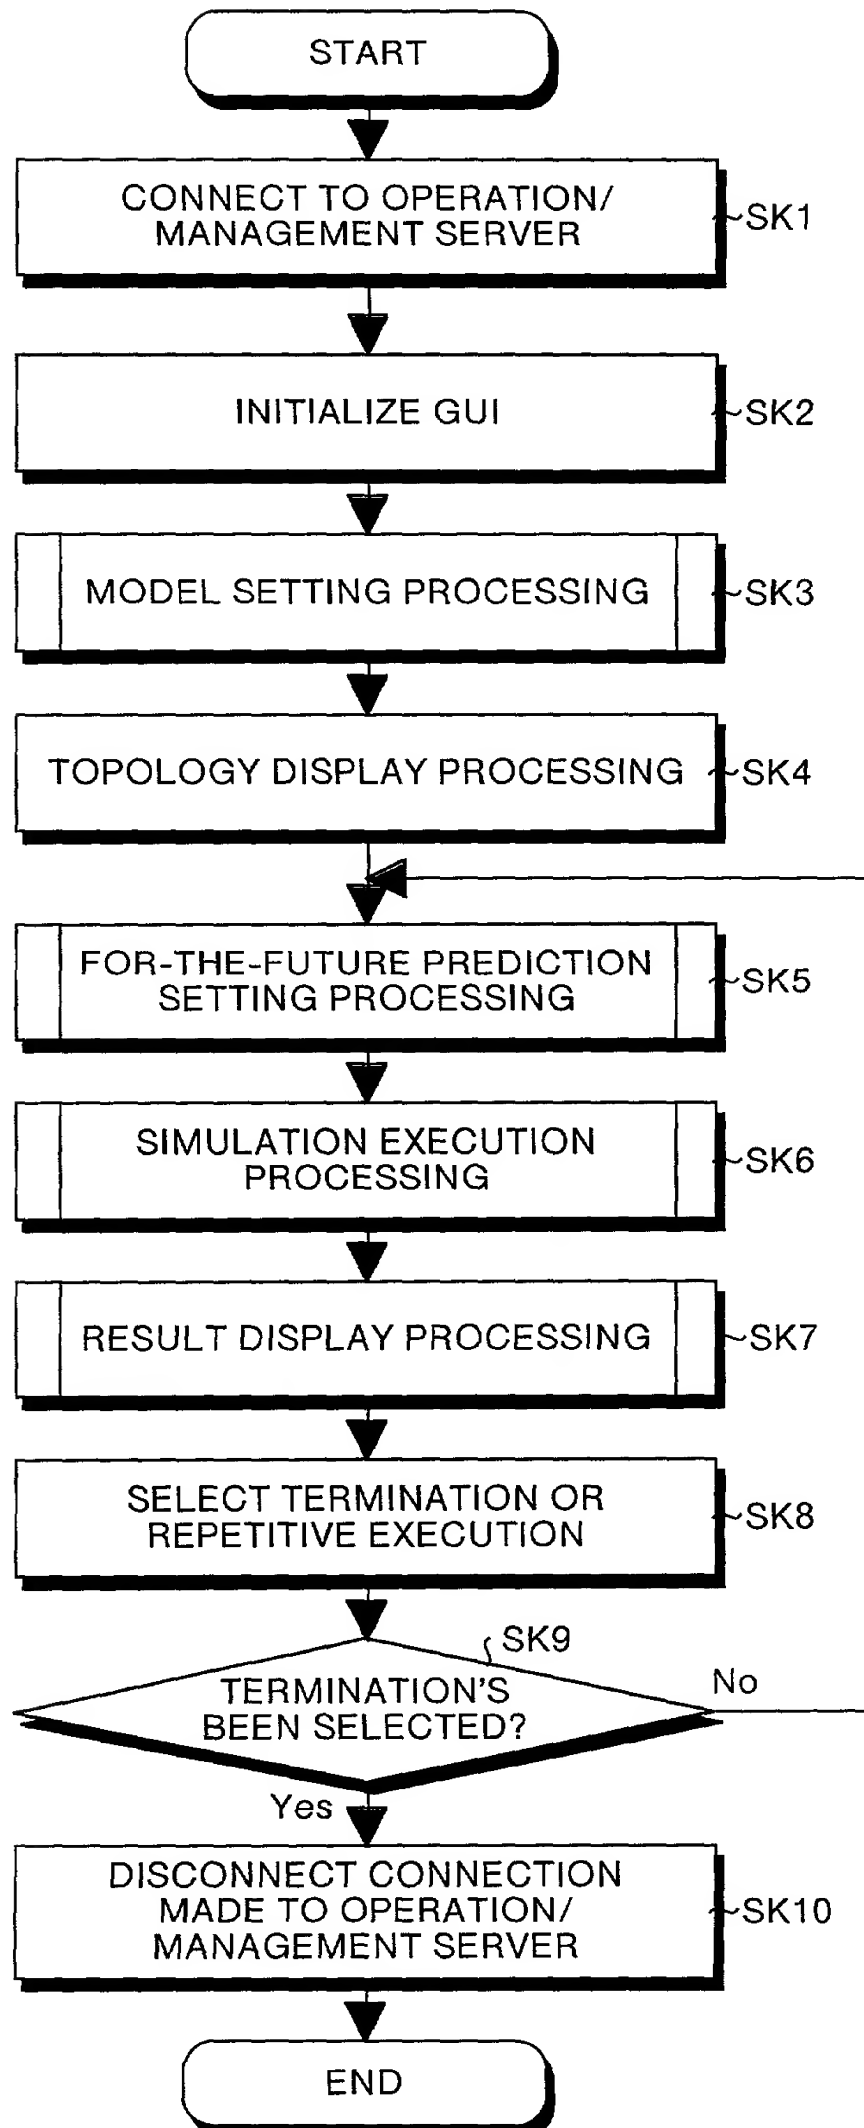 START
CONNECT TO OPERATION/
MANAGEMENT SERVER
SK1
INITIALIZE GUI
SK2
MODEL SETTING PROCESSING
SK3
TOPOLOGY DISPLAY PROCESSING
SK4
FOR-THE-FUTURE PREDICTION
SETTING PROCESSING
SK5
SIMULATION EXECUTION
PROCESSING
SK6
RESULT DISPLAY PROCESSING
SK7
SELECT TERMINATION OR
REPETITIVE EXECUTION
SK8
SK9
TERMINATION'S
BEEN SELECTED?
No
Yes
DISCONNECT CONNECTION
MADE TO OPERATION/
MANAGEMENT SERVER
SK10
END